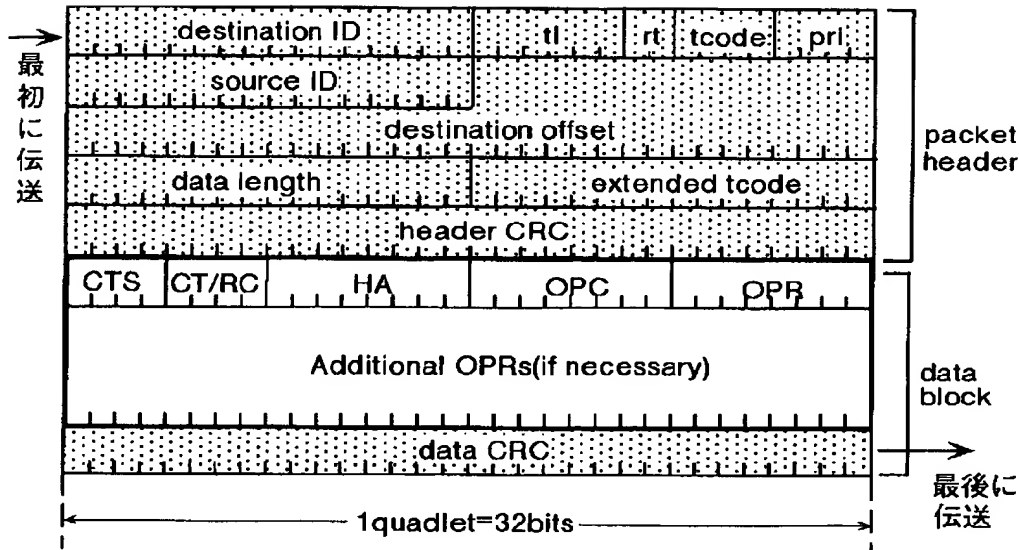 destination ID tl rt tcode prl
最初に伝送
source ID
destination offset
packet header
data length extended tcode
header CRC
CTS CT/RC HA OPC OPR
Additional OPRs(if necessary)
data block
data CRC
最後に伝送
1quadlet=32bits